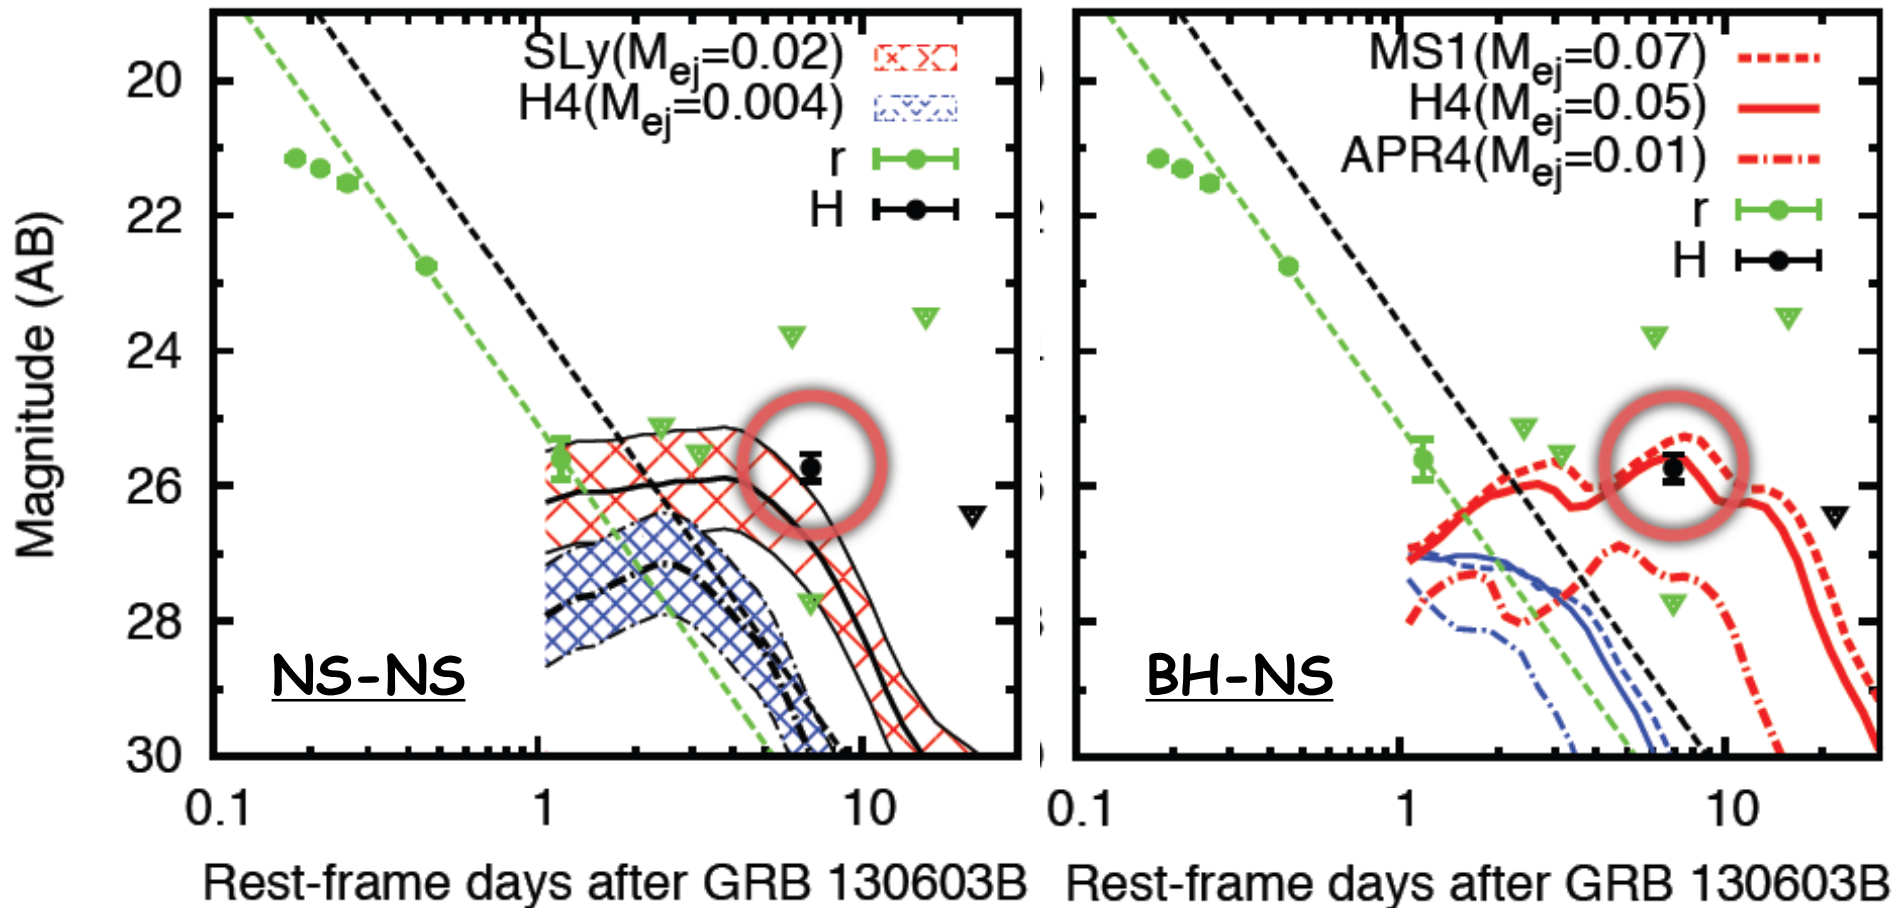 SLy(Mej=0.02)
H4(Mej=0.004)
r
H
20
22
24
26
28
30
Magnitude (AB)
NS-NS
0.1
1
10
Rest-frame days after GRB 130603B
MS1(Mej=0.07)
H4(Mej=0.05)
APR4(Mej=0.01)
r
H
BH-NS
0.1
1
10
Rest-frame days after GRB 130603B